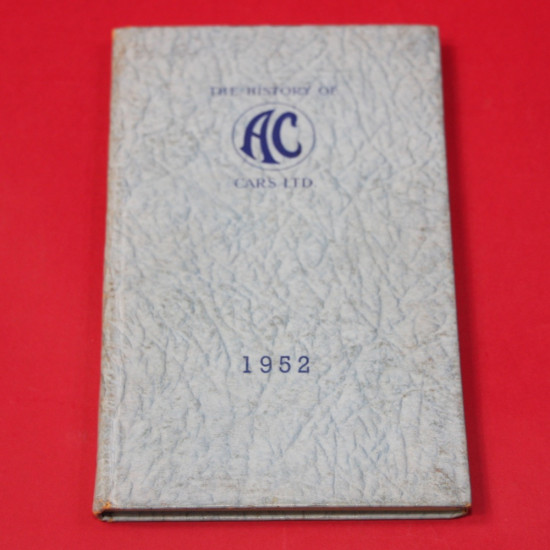 THE HISTORY OF
AC
CARS LTD
1952